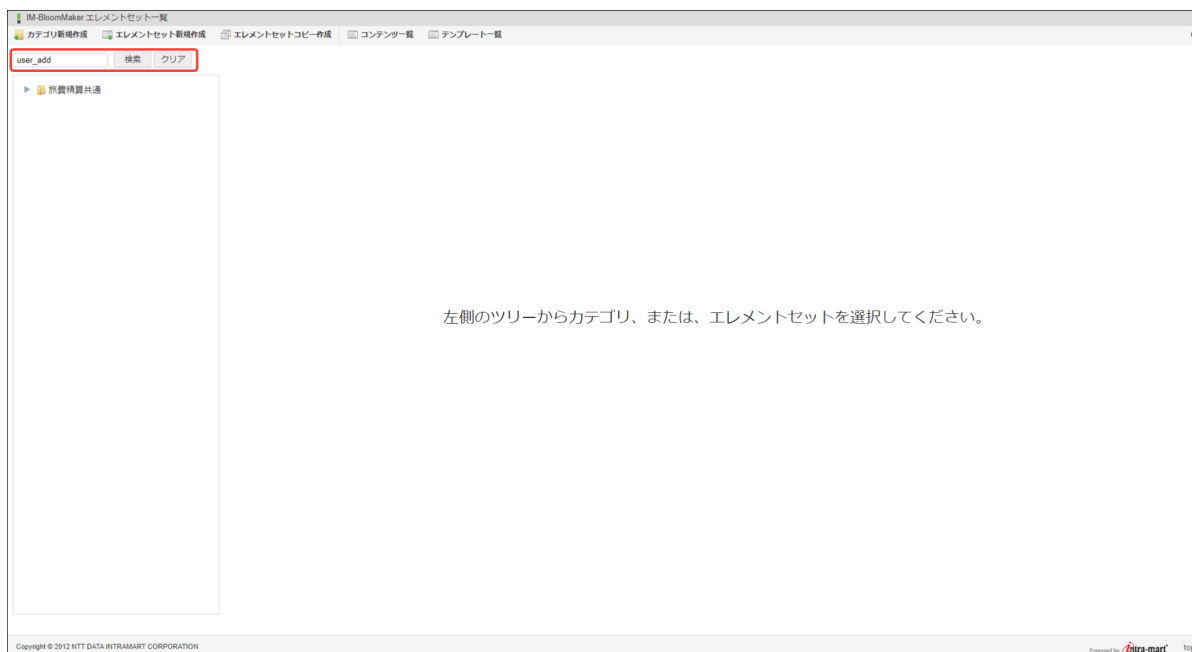 IM-BloomMaker エレメントセット一覧
カテゴリ新規作成 エレメントセット新規作成 エレメントセットコピー作成 コンテンツ一覧 テンプレート一覧
user_add 検索 クリア
旅費精算共通
左側のツリーからカテゴリ、または、エレメントセットを選択してください。
Copyright © 2012 NTT DATA INTRAMART CORPORATION
Powered by intra-mart top